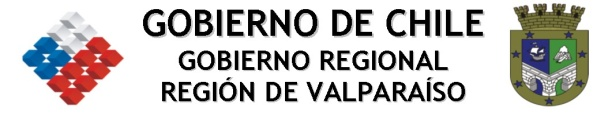 GOBIERNO DE CHILE
GOBIERNO REGIONAL
REGIÓN DE VALPARAÍSO